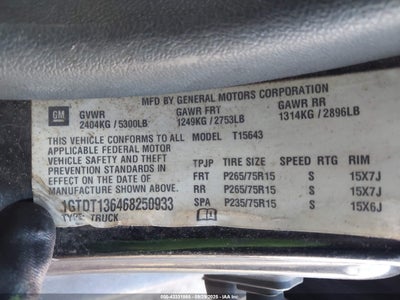 MFD BY GENERAL MOTORS CORPORATION
GM GVWR GAWR FRT GAWR RR
2404KG / 5300LB 1249KG / 2753LB 1314KG / 2896LB
THIS VEHICLE CONFORMS TO ALL MODEL T15643
APPLICABLE FEDERAL MOTOR
VEHICLE SAFETY AND THEFT TPJP TIRE SIZE SPEED RTG RIM
PREVENTION STANDARDS IN FRT P265/75R15 S 15X7J
EFFECT ON THE DATE OF RR P265/75R15 S 15X7J
MANUFACTURE SHOWN ABOVE. SPA P235/75R15 S 15X6J
1GTDT136468250933
TYPE: TRUCK